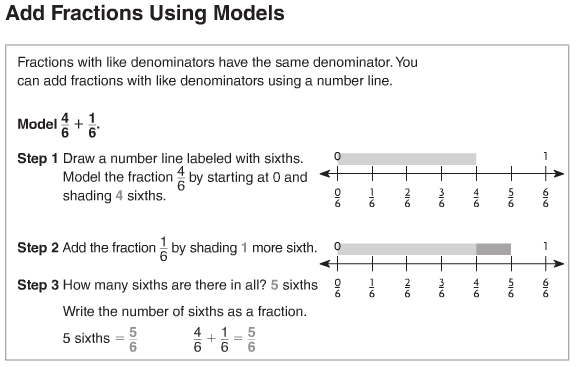 Add Fractions Using Models
Fractions with like denominators have the same denominator. You
can add fractions with like denominators using a number line.
Model 4/6 + 1/6.
Step 1 Draw a number line labeled with sixths.
Model the fraction 4/6 by starting at 0 and
shading 4 sixths.
0 1
0/6 1/6 2/6 3/6 4/6 5/6 6/6
Step 2 Add the fraction 1/6 by shading 1 more sixth.
0 1
Step 3 How many sixths are there in all? 5 sixths
0/6 1/6 2/6 3/6 4/6 5/6 6/6
Write the number of sixths as a fraction.
5 sixths = 5/6 4/6 + 1/6 = 5/6